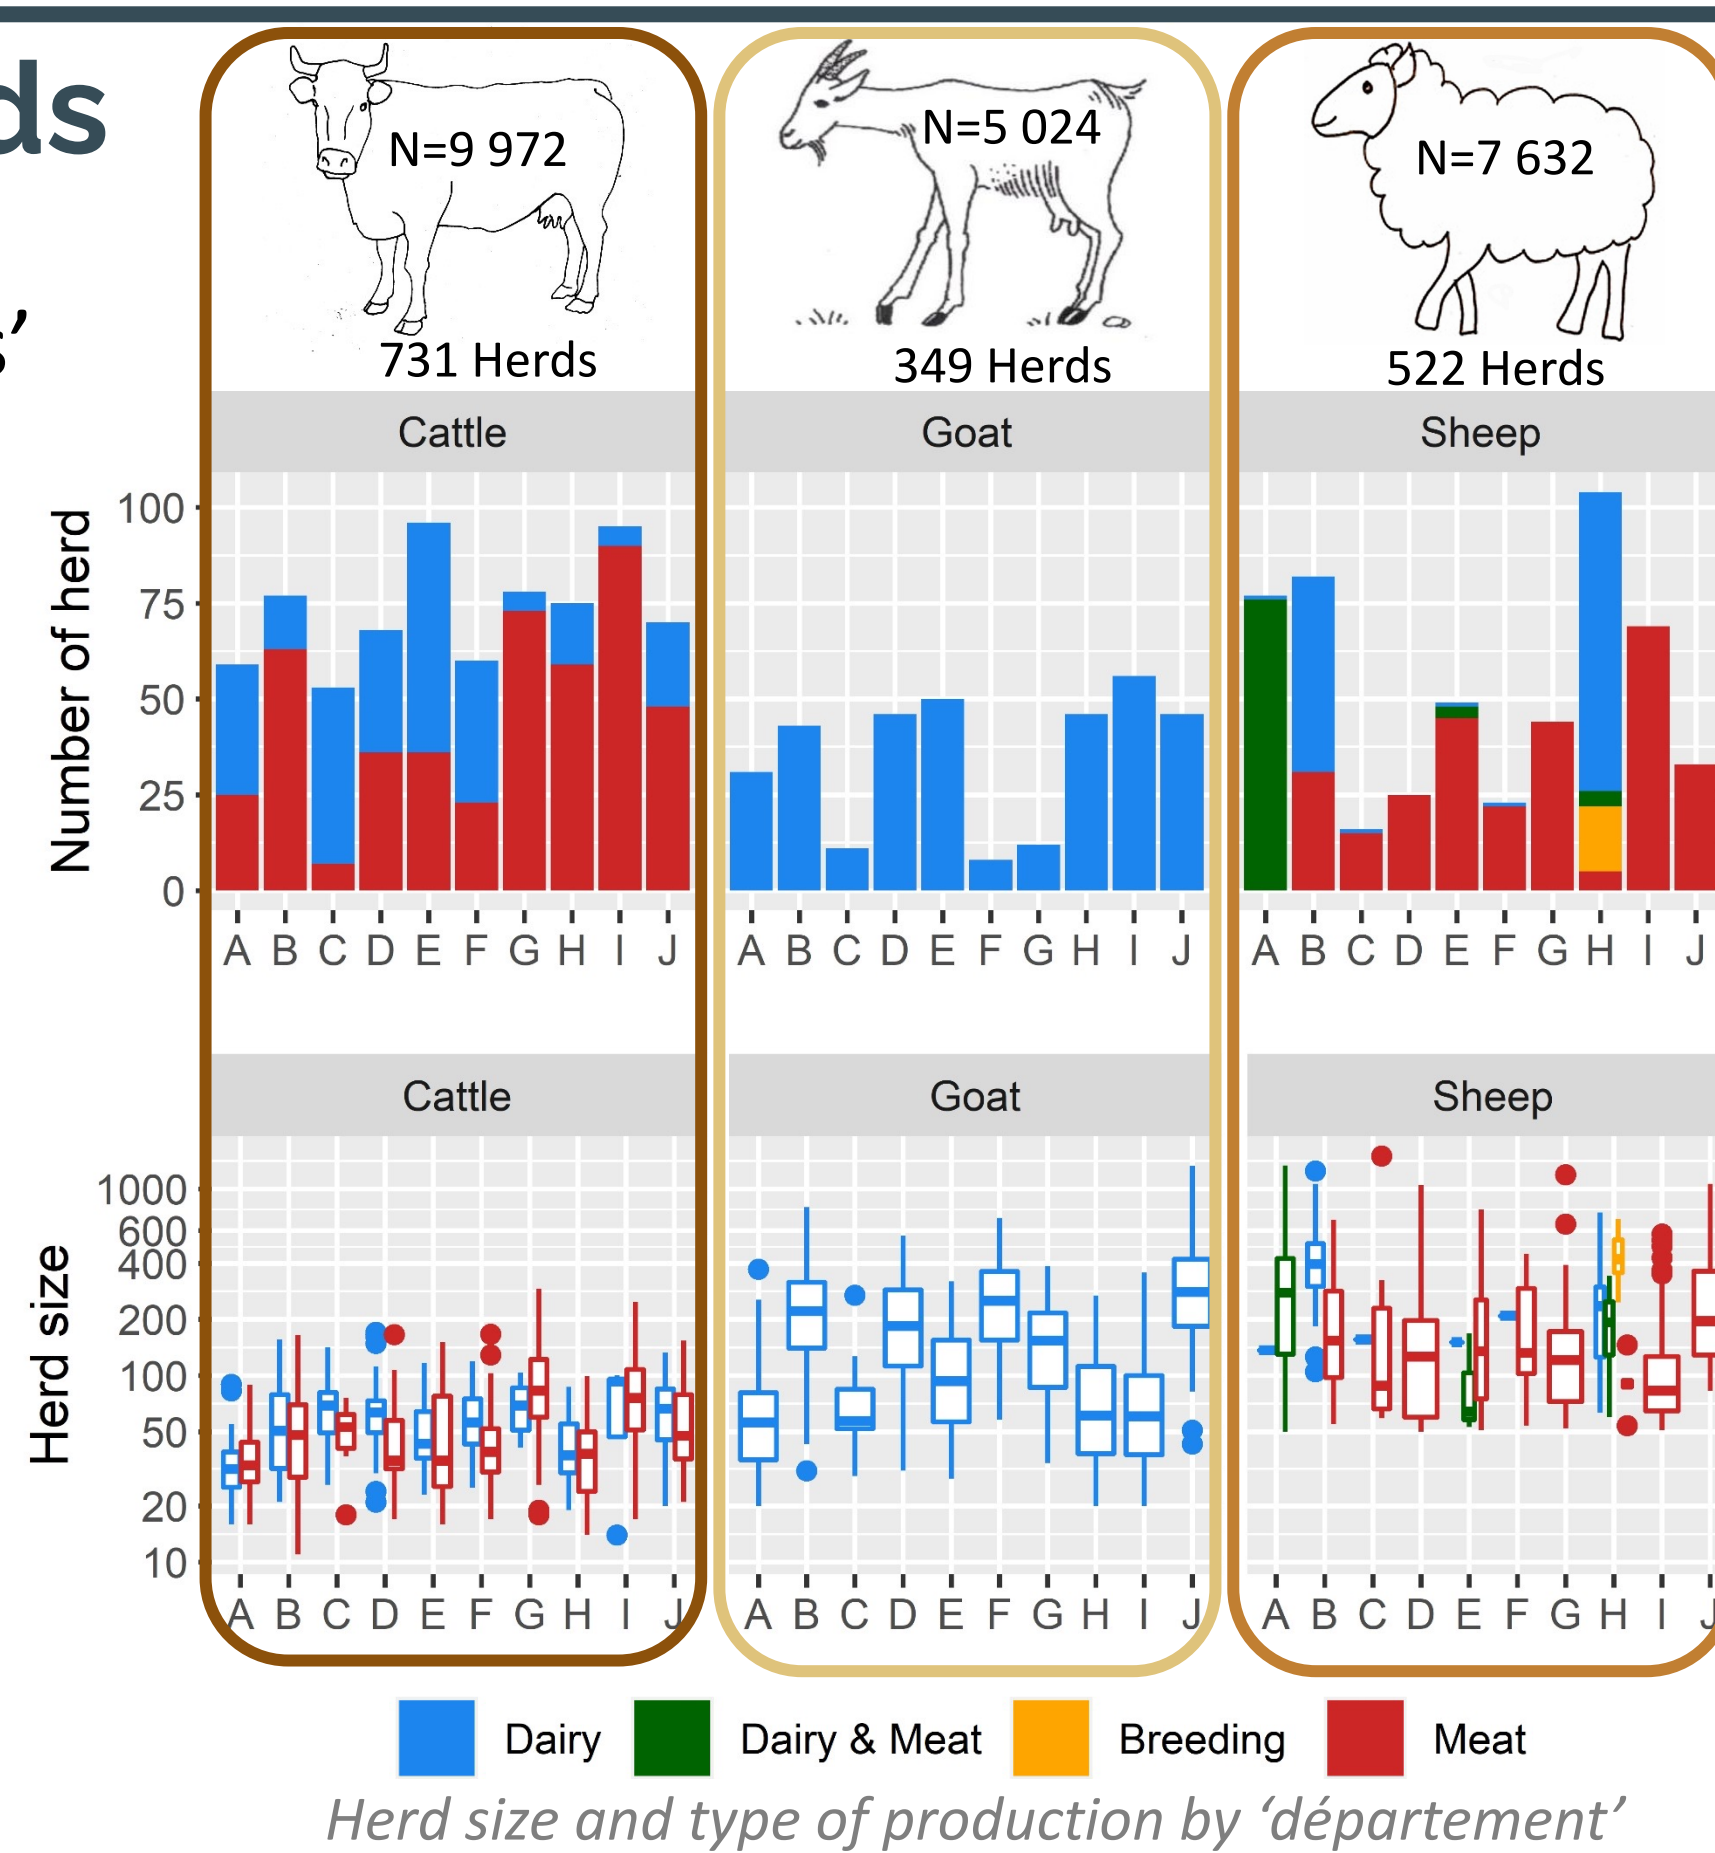 ds
s'
N=9 972
N=5 024
N=7 632
731 Herds
349 Herds
522 Herds
Cattle
Goat
Sheep
Number of herd
100
75
50
25
0
A B C D E F G H I J
A B C D E F G H I J
A B C D E F G H I J
Cattle
Goat
Sheep
Herd size
1000
600
400
200
100
50
20
10
A B C D E F G H I J
A B C D E F G H I J
A B C D E F G H I J
Dairy
Dairy & Meat
Breeding
Meat
Herd size and type of production by ‘département’